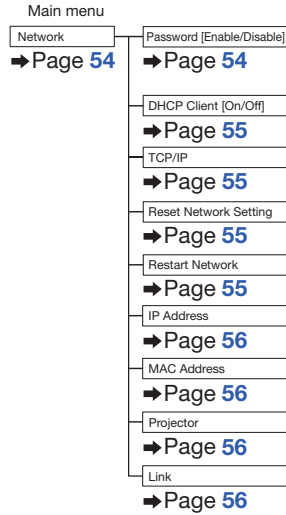 Main menu
Network
➡Page 54
Password [Enable/Disable]
➡Page 54
DHCP Client [On/Off]
➡Page 55
TCP/IP
➡Page 55
Reset Network Setting
➡Page 55
Restart Network
➡Page 55
IP Address
➡Page 56
MAC Address
➡Page 56
Projector
➡Page 56
Link
➡Page 56